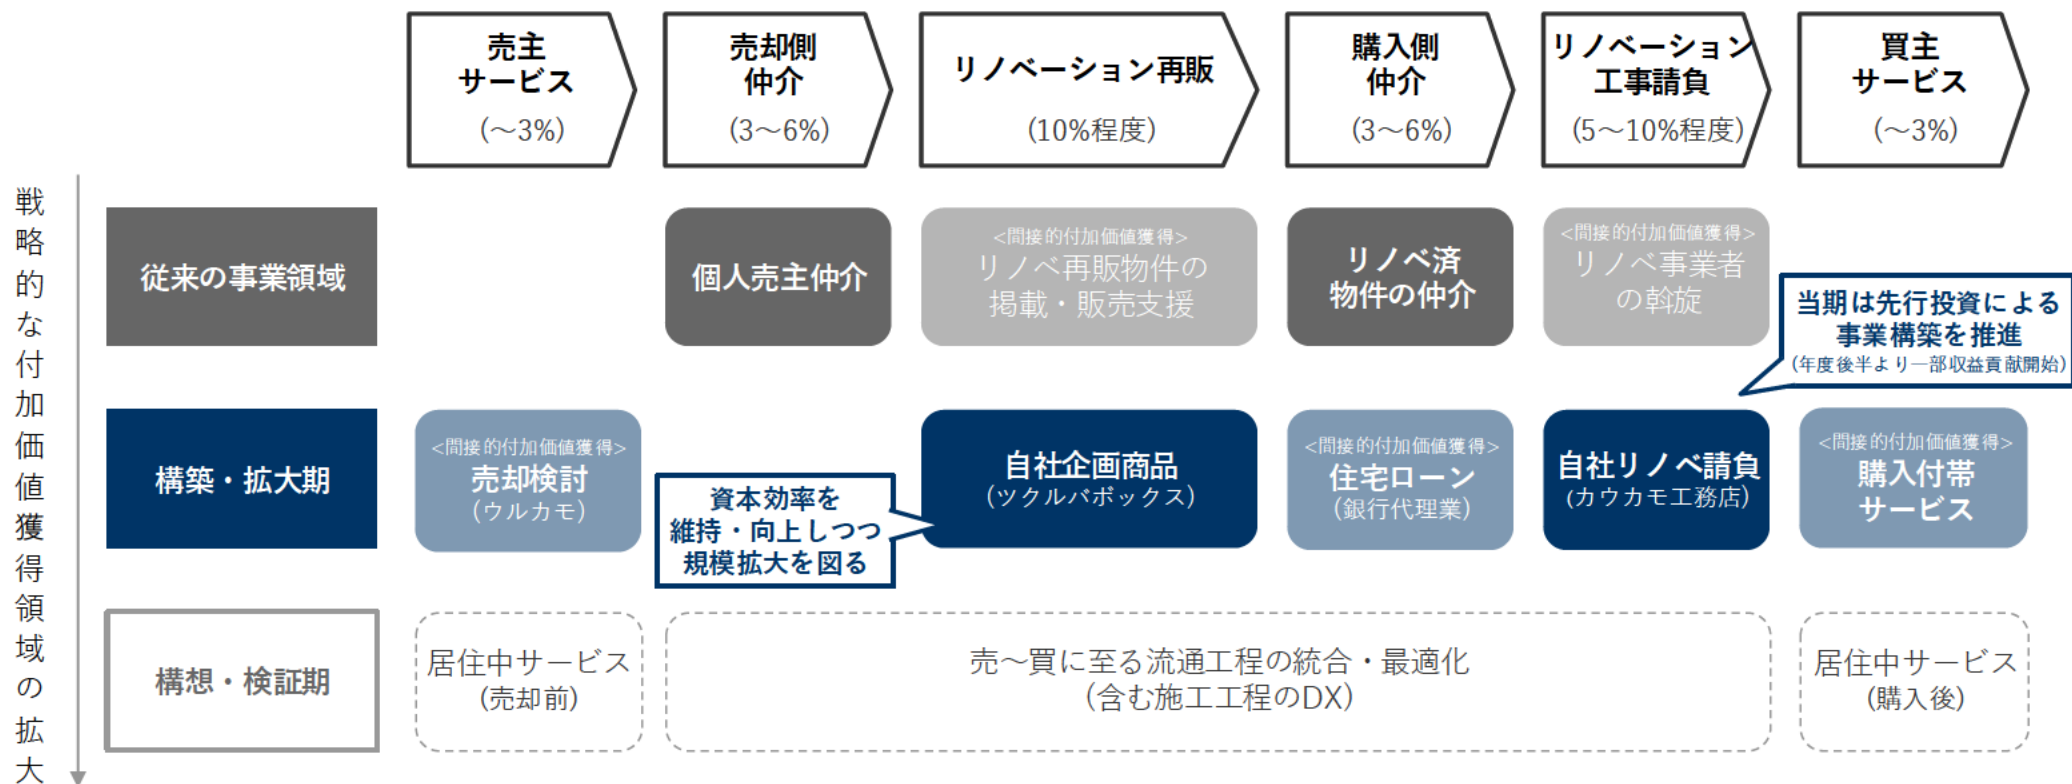 売主
サービス
(～3%)
売却側
仲介
(3～6%)
リノベーション再販
(10%程度)
購入側
仲介
(3～6%)
リノベーション
工事請負
(5～10%程度)
買主
サービス
(～3%)
戦略的な付加価値獲得領域の拡大
従来の事業領域
個人売主仲介
<間接的付加価値獲得>
リノベ再販物件の
掲載・販売支援
リノベ済
物件の仲介
<間接的付加価値獲得>
リノベ事業者
の斡旋
当期は先行投資による
事業構築を推進
(年度後半より一部収益貢献開始)
構築・拡大期
<間接的付加価値獲得>
売却検討
(ウルカモ)
資本効率を
維持・向上しつつ
規模拡大を図る
自社企画商品
(ツクルバボックス)
<間接的付加価値獲得>
住宅ローン
(銀行代理業)
自社リノベ請負
(カウカモ工務店)
<間接的付加価値獲得>
購入付帯
サービス
構想・検証期
居住中サービス
(売却前)
売～買に至る流通工程の統合・最適化
(含む施工工程のDX)
居住中サービス
(購入後)